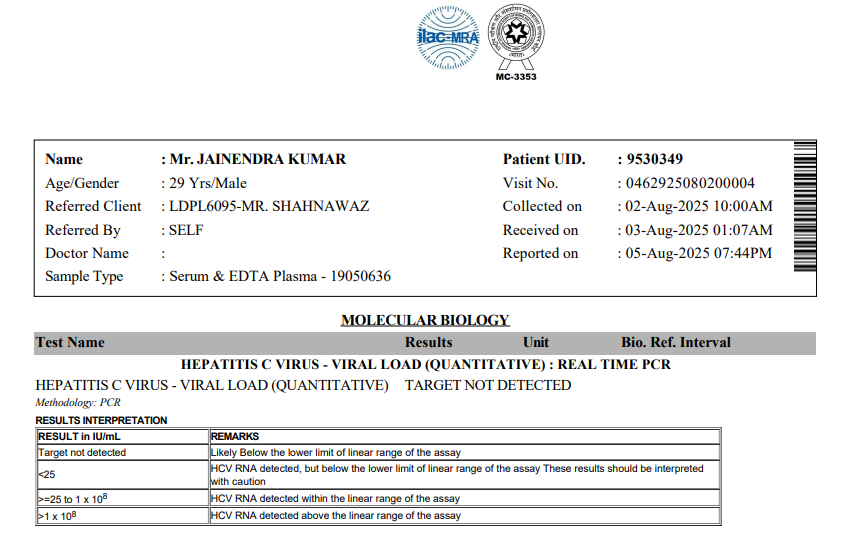 ilac-MRA
MC-3353
Name : Mr. JAINENDRA KUMAR Patient UID. : 9530349
Age/Gender : 29 Yrs/Male Visit No. : 0462925080200004
Referred Client : LDPL6095-MR. SHAHNAWAZ Collected on : 02-Aug-2025 10:00AM
Referred By : SELF Received on : 03-Aug-2025 01:07AM
Doctor Name : Reported on : 05-Aug-2025 07:44PM
Sample Type : Serum & EDTA Plasma - 19050636
MOLECULAR BIOLOGY
Test Name Results Unit Bio. Ref. Interval
HEPATITIS C VIRUS - VIRAL LOAD (QUANTITATIVE) : REAL TIME PCR
HEPATITIS C VIRUS - VIRAL LOAD (QUANTITATIVE) TARGET NOT DETECTED
Methodology: PCR
RESULTS INTERPRETATION
RESULT in IU/mL REMARKS
Target not detected Likely Below the lower limit of linear range of the assay
<25 HCV RNA detected, but below the lower limit of linear range of the assay These results should be interpreted
with caution
>=25 to 1 x 10⁸ HCV RNA detected within the linear range of the assay
>1 x 10⁸ HCV RNA detected above the linear range of the assay